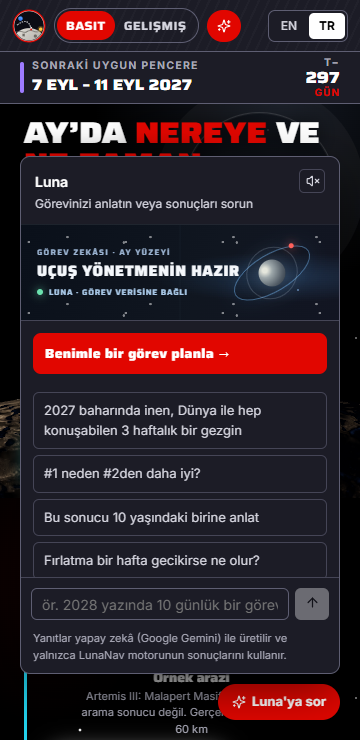 BASIT
GELİŞMİŞ
EN
TR
SONRAKİ UYGUN PENCERE
7 EYL – 11 EYL 2027
T−
297
GÜN
AY’DA NEREYE VE
Luna
Görevinizi anlatın veya sonuçları sorun
GÖREV ZEKÂSI · AY YÜZEYİ
UÇUŞ YÖNETMENİN HAZIR
LUNA · GÖREV VERİSİNE BAĞLI
Benimle bir görev planla →
2027 baharında inen, Dünya ile hep
konuşabilen 3 haftalık bir gezgin
#1 neden #2den daha iyi?
Bu sonucu 10 yaşındaki birine anlat
Fırlatma bir hafta gecikirse ne olur?
ör. 2028 yazında 10 günlük bir görev
Yanıtlar yapay zekâ (Google Gemini) ile üretilir ve
yalnızca LunaNav motorunun sonuçlarını kullanır.
Örnek arazi
Artemis III: Malapert Masif
arama sonucu değil. Gerçe
60 km
Luna'ya sor